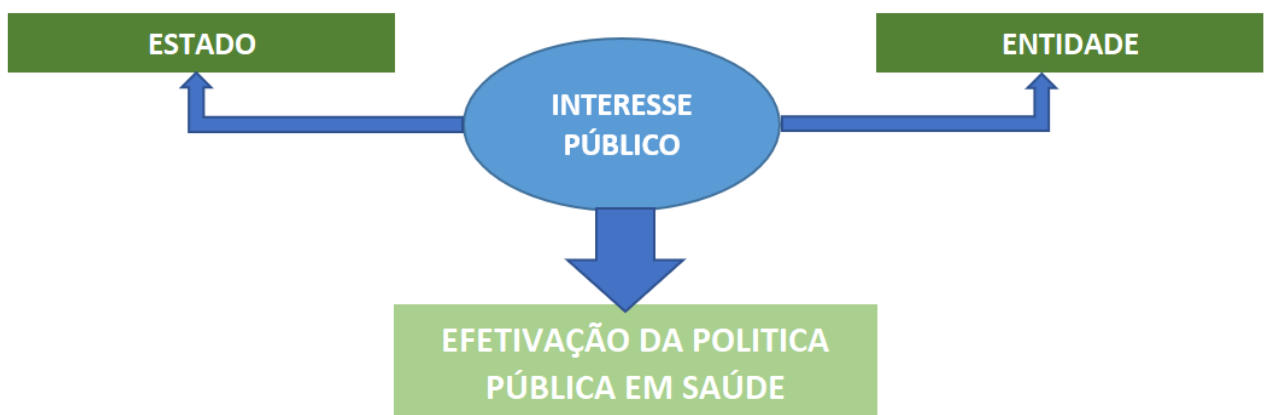 ESTADO
ENTIDADE
INTERESSE
PÚBLICO
EFETIVAÇÃO DA POLITICA
PÚBLICA EM SAÚDE